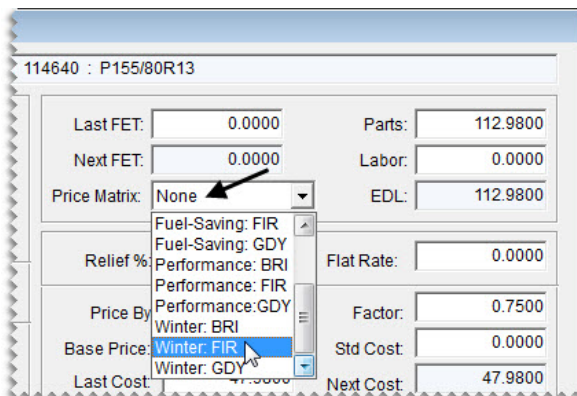 114640 : P155/80R13
Last FET: 0.0000 Parts: 112.9800
Next FET: 0.0000 Labor: 0.0000
Price Matrix: None EDL: 112.9800
Fuel-Saving: FIR
Fuel-Saving: GDY
Relief %: Performance: BRI Flat Rate: 0.0000
Performance: FIR
Price By Performance:GDY Factor: 0.7500
Winter: BRI
Base Price: Winter: FIR Std Cost: 0.0000
Winter: GDY
Last Cost: Next Cost: 47.9800